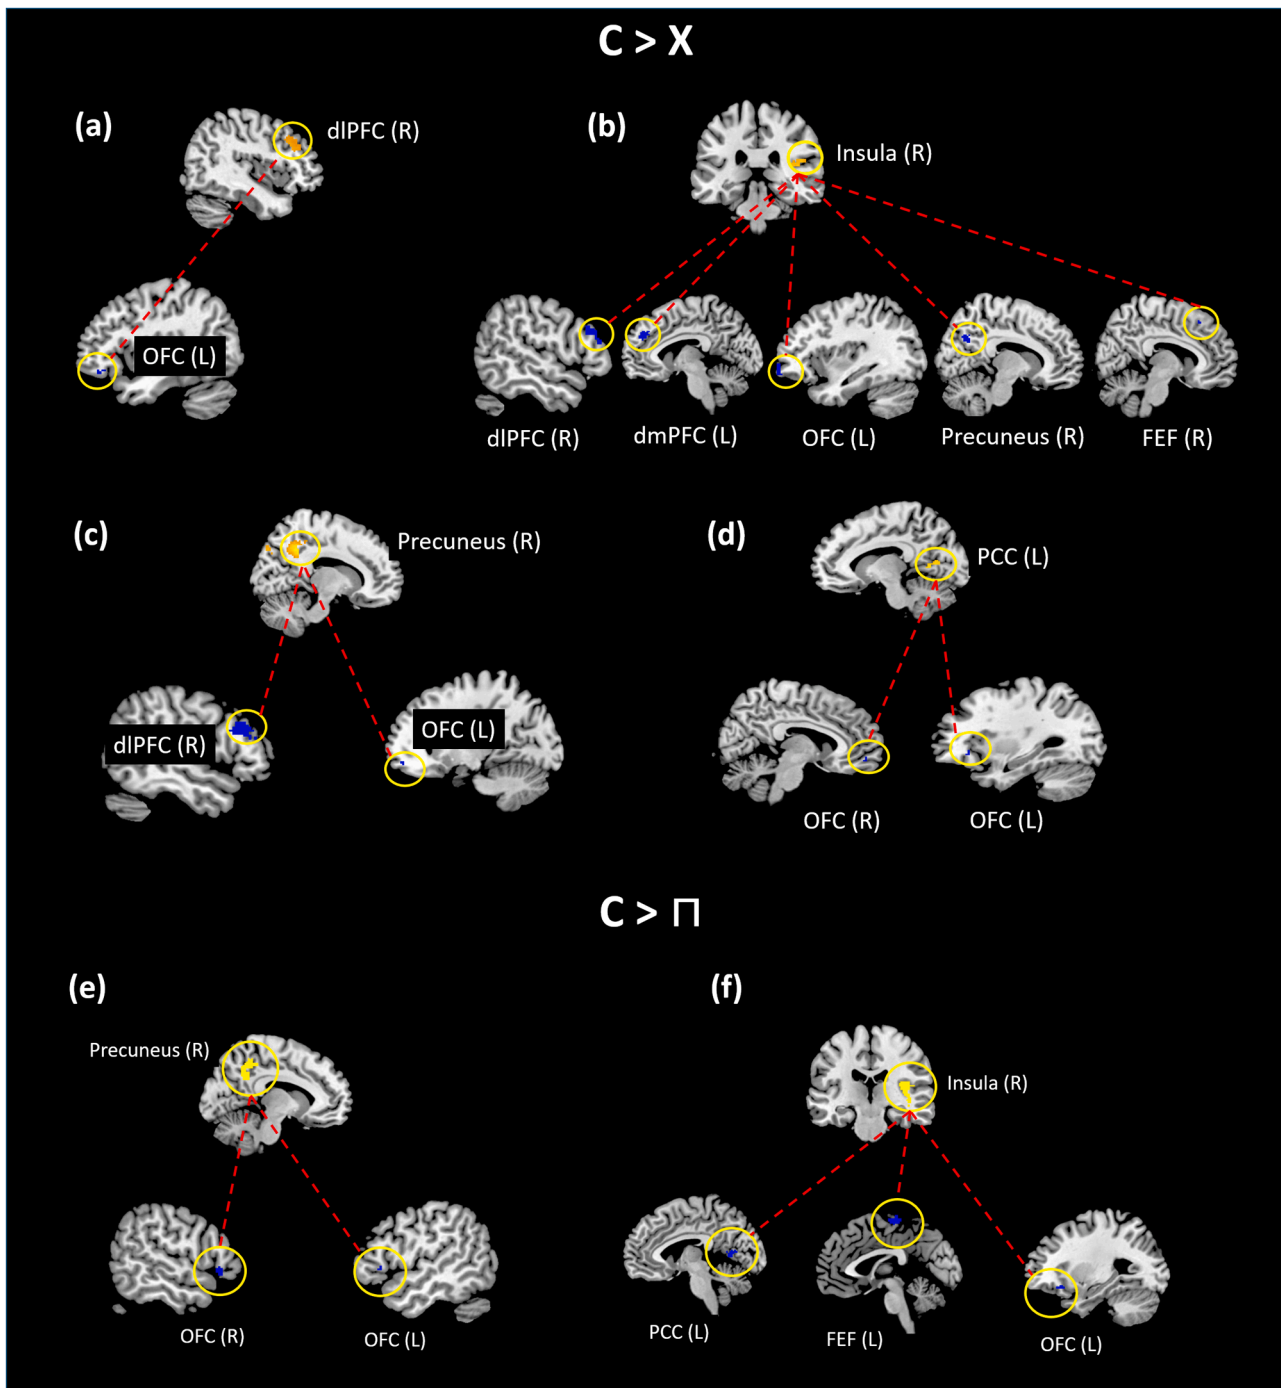 C > X
(a)
dlPFC (R)
OFC (L)
(b)
Insula (R)
dlPFC (R)
dmPFC (L)
OFC (L)
Precuneus (R)
FEF (R)
(c)
Precuneus (R)
dlPFC (R)
OFC (L)
(d)
PCC (L)
OFC (R)
OFC (L)
C > Π
(e)
Precuneus (R)
OFC (R)
OFC (L)
(f)
Insula (R)
PCC (L)
FEF (L)
OFC (L)